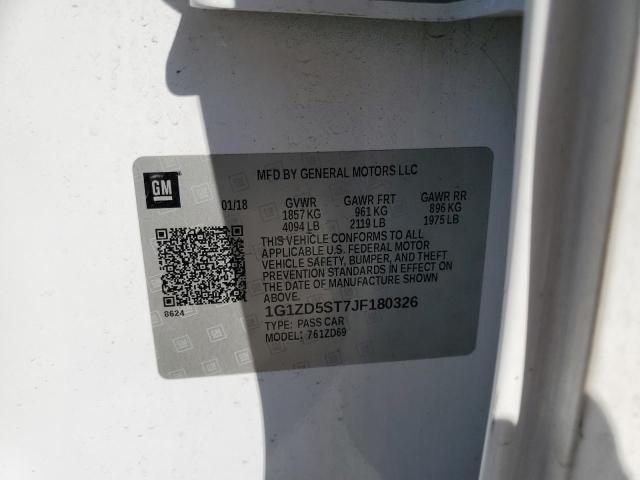 GM
MFD BY GENERAL MOTORS LLC
01/18 GVWR GAWR FRT GAWR RR
1857 KG 961 KG 896 KG
4094 LB 2119 LB 1975 LB
THIS VEHICLE CONFORMS TO ALL
APPLICABLE U.S. FEDERAL MOTOR
VEHICLE SAFETY, BUMPER, AND THEFT
PREVENTION STANDARDS IN EFFECT ON
THE DATE OF MANUFACTURE SHOWN
ABOVE.
8624
1G1ZD5ST7JF180326
TYPE: PASS CAR
MODEL: 761ZD69